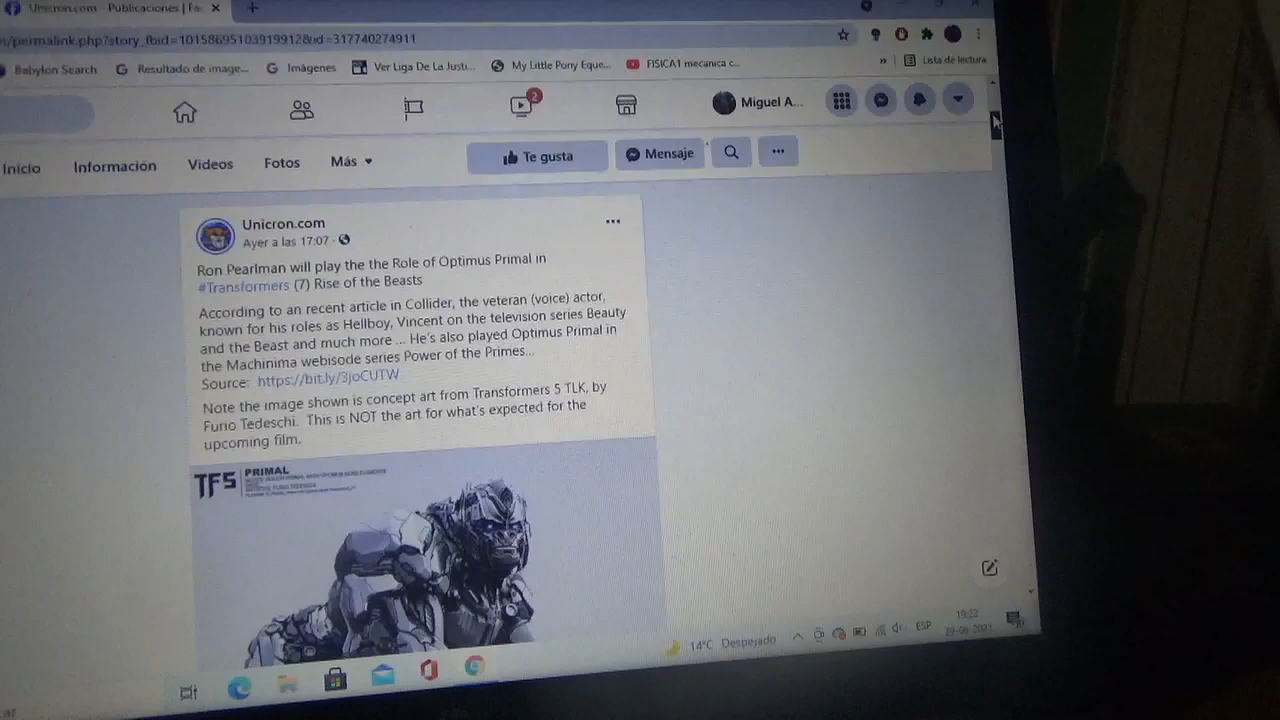 Unicron.com - Publicaciones | Fa
/permalink.php?story_fbid=10158695103919912&id=317740274911
Babylon Search Resultado de image... Imágenes Ver Liga De La Justi... My Little Pony Eque... FISICA1 mecanica c... » Lista de lectura
2 Miguel A...
Inicio Información Videos Fotos Más Te gusta Mensaje
Unicron.com
Ayer a las 17:07 ·
Ron Pearlman will play the the Role of Optimus Primal in
#Transformers (7) Rise of the Beasts
According to an recent article in Collider, the veteran (voice) actor,
known for his roles as Hellboy, Vincent on the television series Beauty
and the Beast and much more ... He's also played Optimus Primal in
the Machinima webisode series Power of the Primes...
Source: https://bit.ly/3joCUTW
Note the image shown is concept art from Transformers 5 TLK, by
Furio Tedeschi. This is NOT the art for what's expected for the
upcoming film.
TF5 PRIMAL
14°C Despejado ESP 19:22
29-06-2021